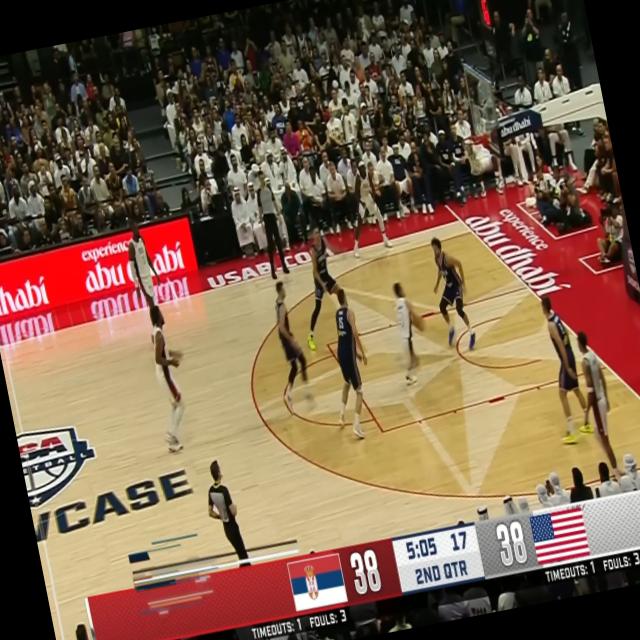 experience
abu dhabi
dhabi
USAB
experience
abu dhabi
abu dhabi
CASE
38
5:05 17
2ND QTR
38
TIMEOUTS: 1 FOULS: 3
TIMEOUTS: 1 FOULS: 3